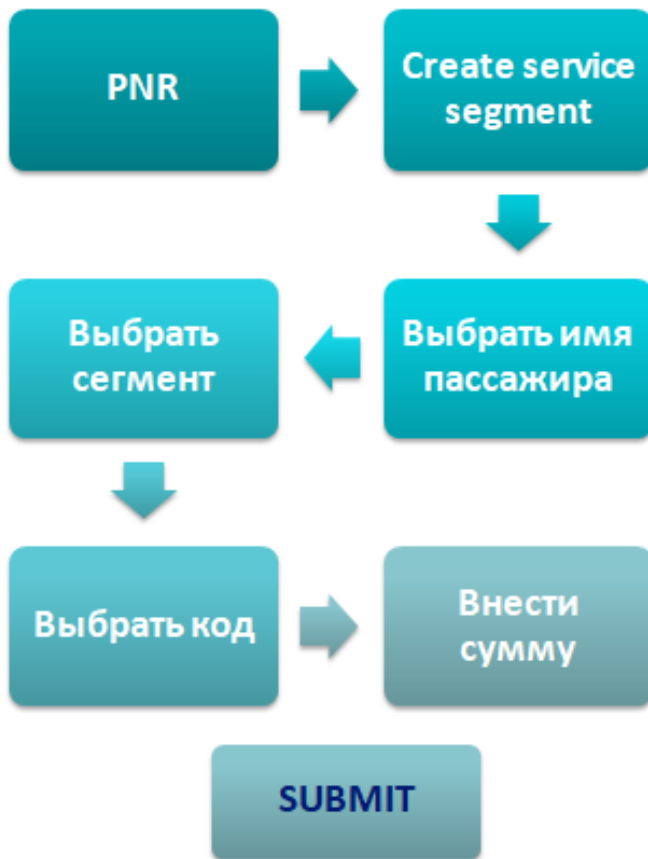 PNR
Create service
segment
Выбрать имя
пассажира
Выбрать
сегмент
Выбрать код
Внести
сумму
SUBMIT